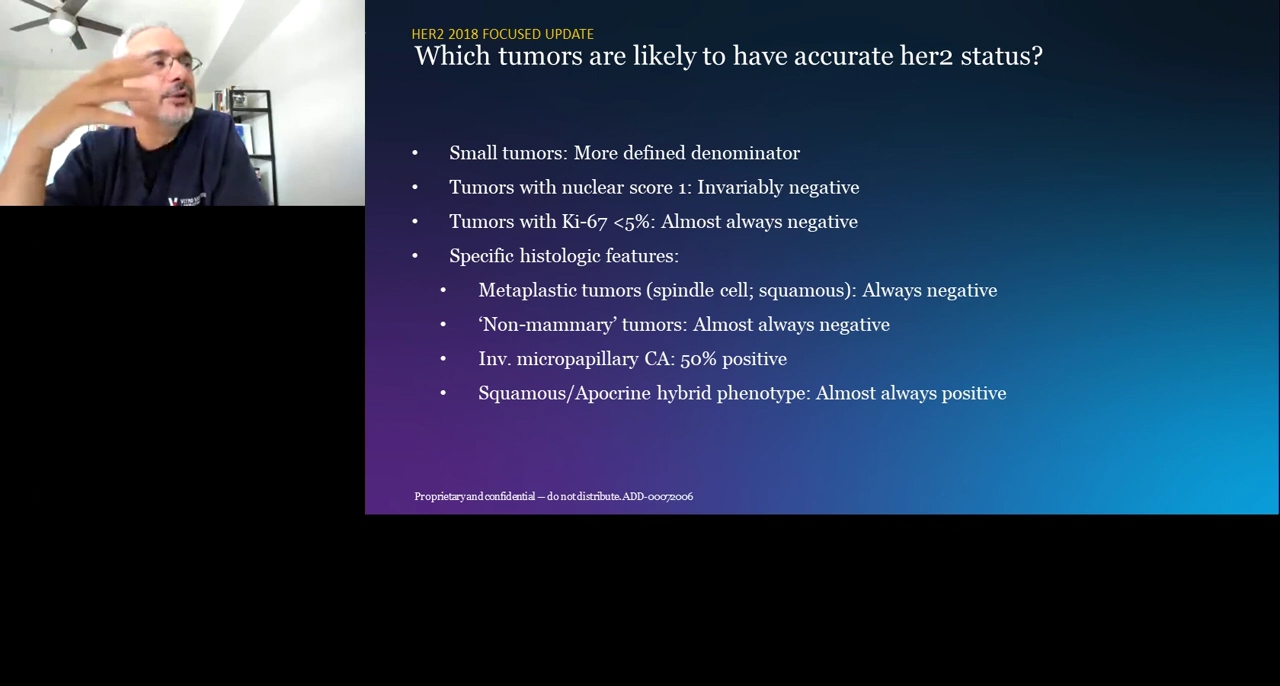 HER2 2018 FOCUSED UPDATE
Which tumors are likely to have accurate her2 status?
• Small tumors: More defined denominator
• Tumors with nuclear score 1: Invariably negative
• Tumors with Ki-67 <5%: Almost always negative
• Specific histologic features:
• Metaplastic tumors (spindle cell; squamous): Always negative
• ‘Non-mammary’ tumors: Almost always negative
• Inv. micropapillary CA: 50% positive
• Squamous/Apocrine hybrid phenotype: Almost always positive
Proprietary and confidential — do not distribute. ADD-00072006